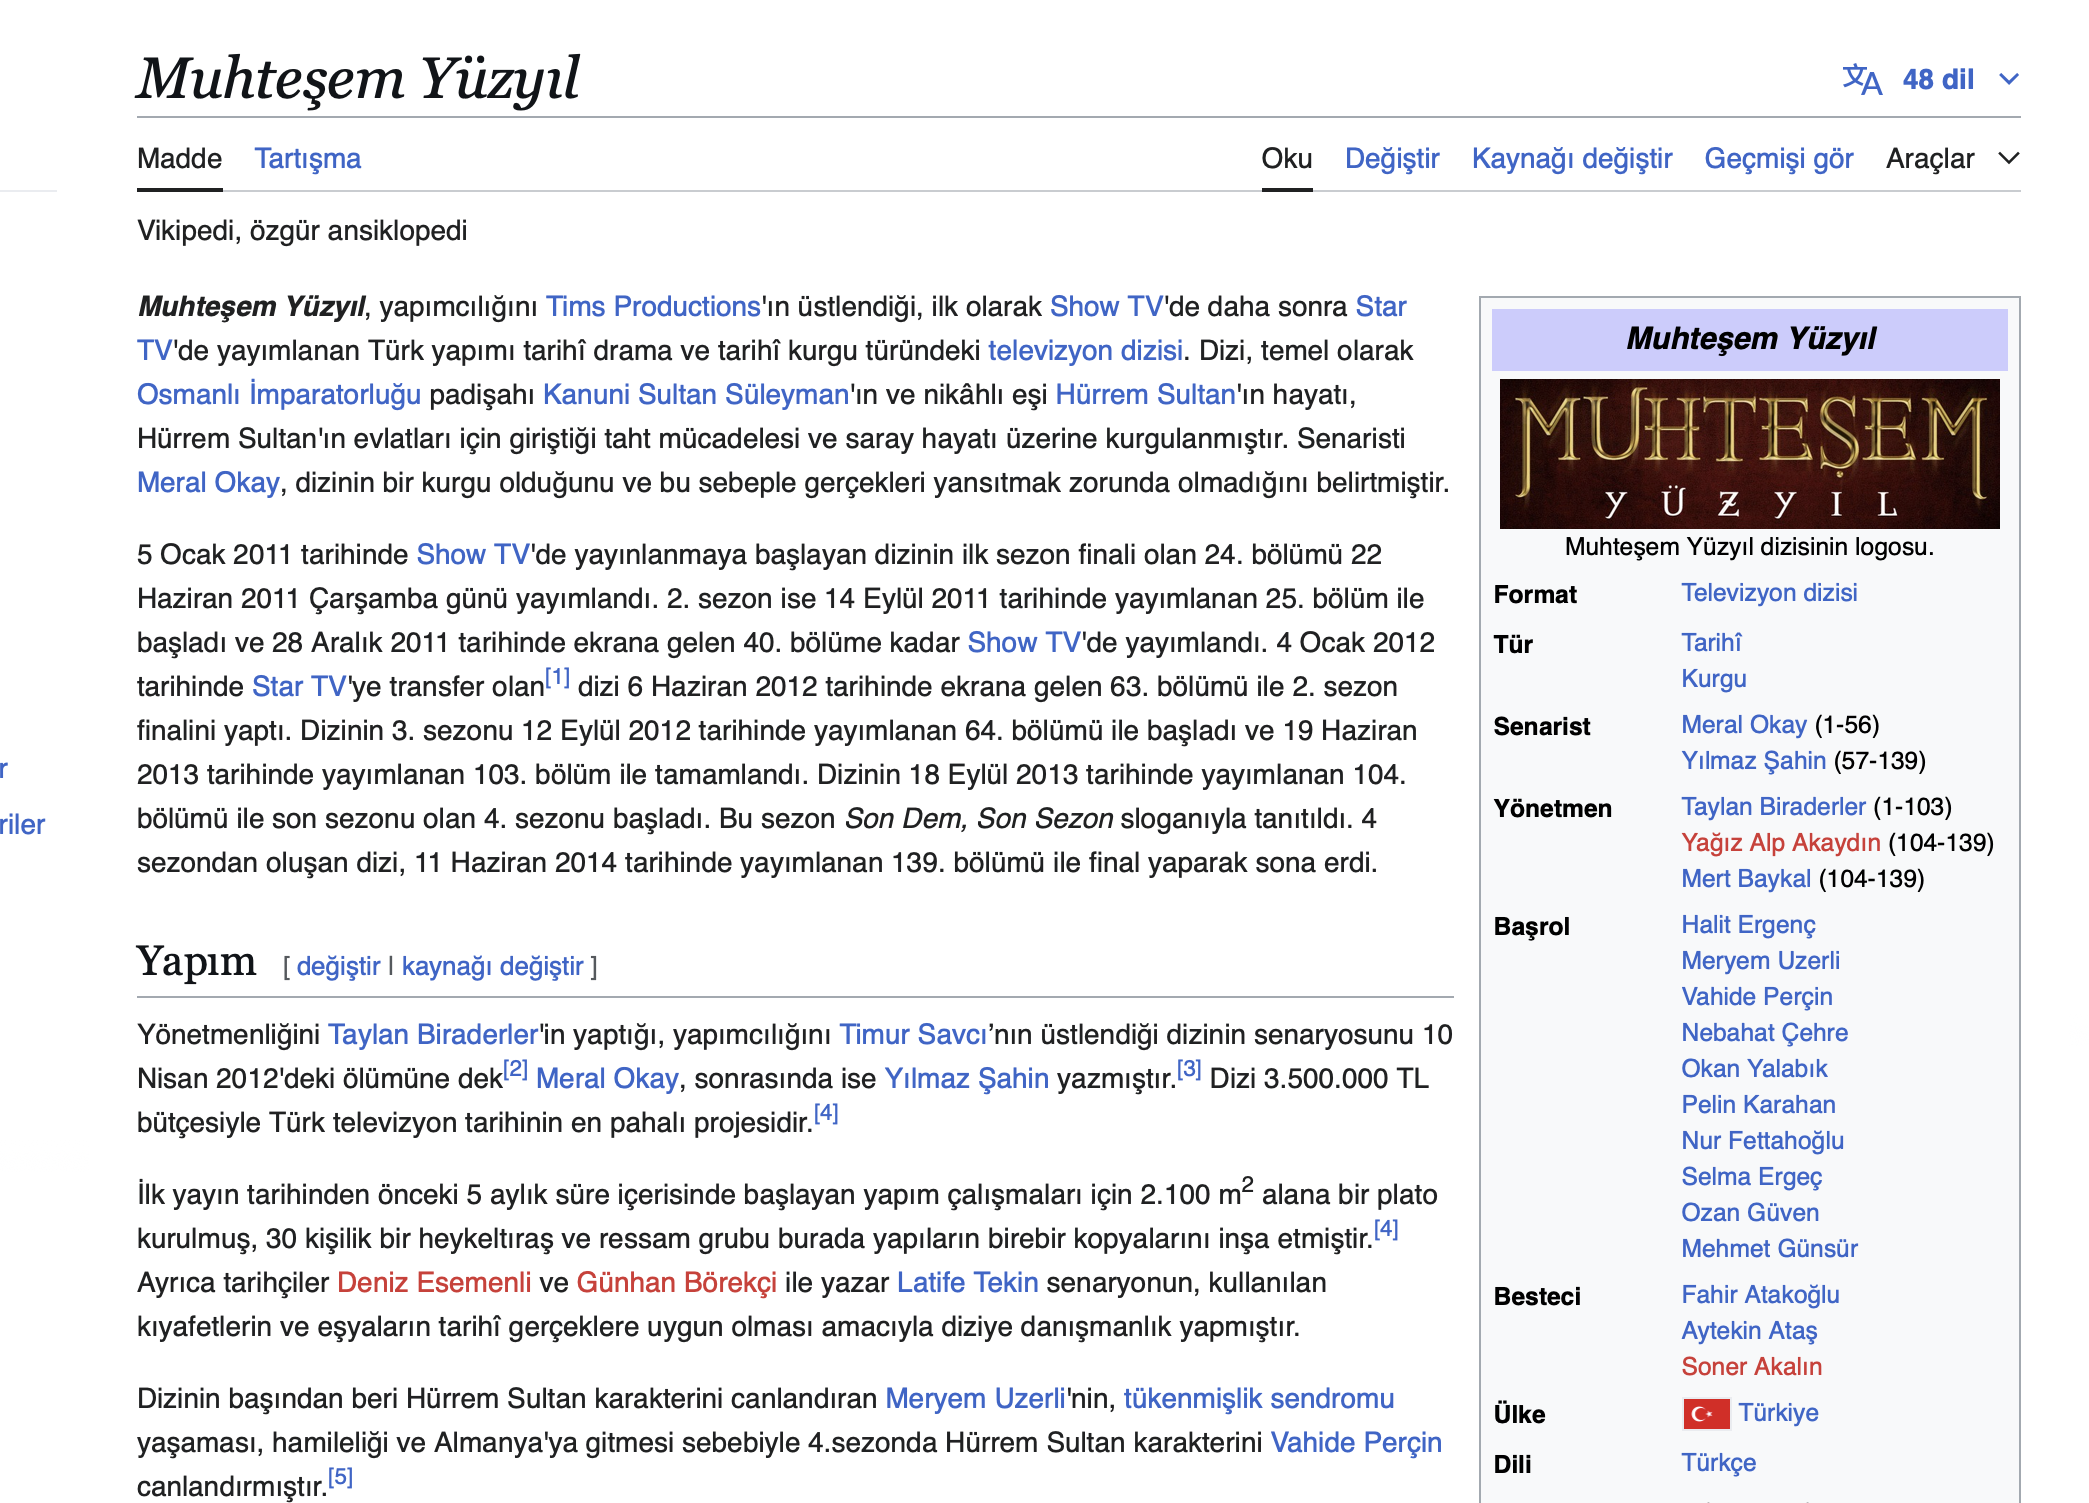 Muhteşem Yüzyıl
48 dil
Madde Tartışma
Oku Değiştir Kaynağı değiştir Geçmişi gör Araçlar
Vikipedi, özgür ansiklopedi
Muhteşem Yüzyıl, yapımcılığını Tims Productions'ın üstlendiği, ilk olarak Show TV'de daha sonra Star
TV'de yayımlanan Türk yapımı tarihî drama ve tarihî kurgu türündeki televizyon dizisi. Dizi, temel olarak
Osmanlı İmparatorluğu padişahı Kanuni Sultan Süleyman'ın ve nikâhlı eşi Hürrem Sultan'ın hayatı,
Hürrem Sultan'ın evlatları için giriştiği taht mücadelesi ve saray hayatı üzerine kurgulanmıştır. Senaristi
Meral Okay, dizinin bir kurgu olduğunu ve bu sebeple gerçekleri yansıtmak zorunda olmadığını belirtmiştir.
5 Ocak 2011 tarihinde Show TV'de yayınlanmaya başlayan dizinin ilk sezon finali olan 24. bölümü 22
Haziran 2011 Çarşamba günü yayımlandı. 2. sezon ise 14 Eylül 2011 tarihinde yayımlanan 25. bölüm ile
başladı ve 28 Aralık 2011 tarihinde ekrana gelen 40. bölüme kadar Show TV'de yayımlandı. 4 Ocak 2012
tarihinde Star TV'ye transfer olan[1] dizi 6 Haziran 2012 tarihinde ekrana gelen 63. bölümü ile 2. sezon
finalini yaptı. Dizinin 3. sezonu 12 Eylül 2012 tarihinde yayımlanan 64. bölümü ile başladı ve 19 Haziran
2013 tarihinde yayımlanan 103. bölüm ile tamamlandı. Dizinin 18 Eylül 2013 tarihinde yayımlanan 104.
bölümü ile son sezonu olan 4. sezonu başladı. Bu sezon Son Dem, Son Sezon sloganıyla tanıtıldı. 4
sezondan oluşan dizi, 11 Haziran 2014 tarihinde yayımlanan 139. bölümü ile final yaparak sona erdi.
r
riler
Yapım [ değiştir | kaynağı değiştir ]
Yönetmenliğini Taylan Biraderler'in yaptığı, yapımcılığını Timur Savcı’nın üstlendiği dizinin senaryosunu 10
Nisan 2012'deki ölümüne dek[2] Meral Okay, sonrasında ise Yılmaz Şahin yazmıştır.[3] Dizi 3.500.000 TL
bütçesiyle Türk televizyon tarihinin en pahalı projesidir.[4]
İlk yayın tarihinden önceki 5 aylık süre içerisinde başlayan yapım çalışmaları için 2.100 m2 alana bir plato
kurulmuş, 30 kişilik bir heykeltıraş ve ressam grubu burada yapıların birebir kopyalarını inşa etmiştir.[4]
Ayrıca tarihçiler Deniz Esemenli ve Günhan Börekçi ile yazar Latife Tekin senaryonun, kullanılan
kıyafetlerin ve eşyaların tarihî gerçeklere uygun olması amacıyla diziye danışmanlık yapmıştır.
Dizinin başından beri Hürrem Sultan karakterini canlandıran Meryem Uzerli'nin, tükenmişlik sendromu
yaşaması, hamileliği ve Almanya'ya gitmesi sebebiyle 4.sezonda Hürrem Sultan karakterini Vahide Perçin
canlandırmıştır.[5]
Muhteşem Yüzyıl
MUHTEŞEM
YÜZYIL
Muhteşem Yüzyıl dizisinin logosu.
Format Televizyon dizisi
Tür Tarihî
Kurgu
Senarist Meral Okay (1-56)
Yılmaz Şahin (57-139)
Yönetmen Taylan Biraderler (1-103)
Yağız Alp Akaydın (104-139)
Mert Baykal (104-139)
Başrol Halit Ergenç
Meryem Uzerli
Vahide Perçin
Nebahat Çehre
Okan Yalabık
Pelin Karahan
Nur Fettahoğlu
Selma Ergeç
Ozan Güven
Mehmet Günsür
Besteci Fahir Atakoğlu
Aytekin Ataş
Soner Akalın
Ülke Türkiye
Dili Türkçe